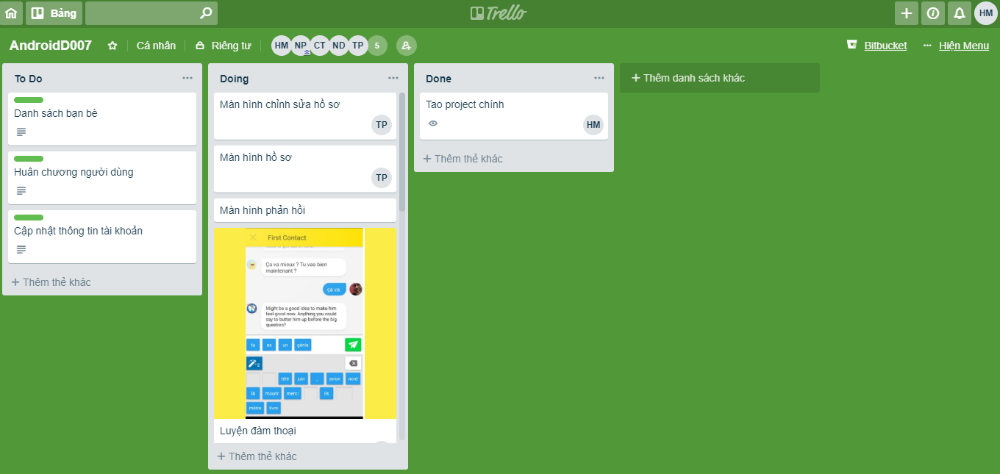 Bảng
Trello
HM
AndroidD007
Cá nhân
Riêng tư
HM NP CT ND TP 5
Bitbucket
Hiện Menu
To Do
Danh sách bạn bè
Huân chương người dùng
Cập nhật thông tin tài khoản
+ Thêm thẻ khác
Doing
Màn hình chỉnh sửa hồ sơ
TP
Màn hình hồ sơ
TP
Màn hình phản hồi
First Contact
Ça va mieux ? Tu vas bien
maintenant ?
ça va
Might be a good idea to make him
feel good now. Anything you could
say to butter him up before the big
question?
tu es un génie
2
télé juin , avion nord
là mourir merci ils
mètre livre
Luyện đàm thoại
+ Thêm thẻ khác
Done
Tao project chính
HM
+ Thêm thẻ khác
+ Thêm danh sách khác